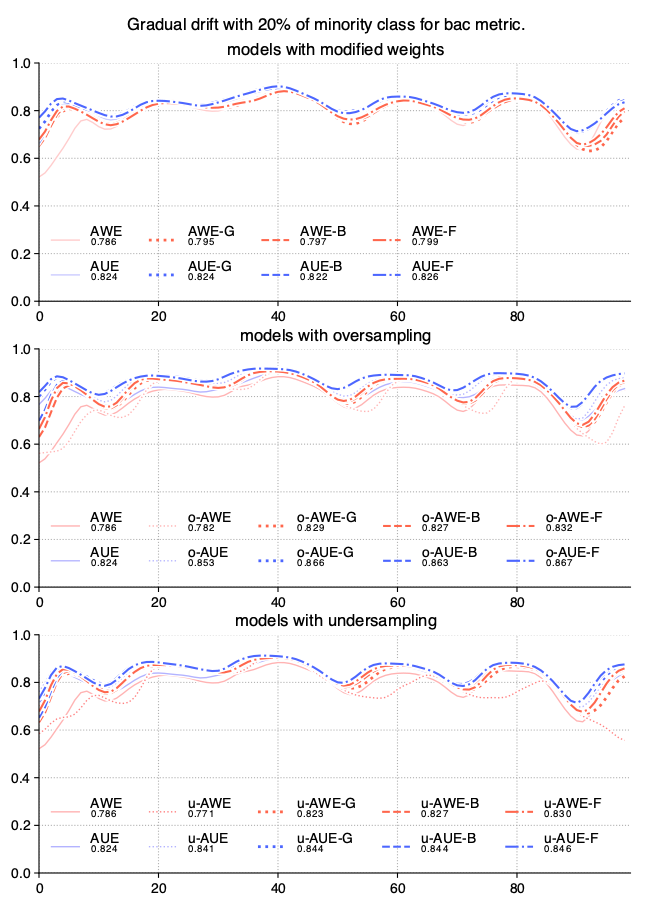 Gradual drift with 20% of minority class for bac metric.
models with modified weights
1.0
0.8
0.6
0.4
0.2
0.0
AWE AWE-G AWE-B AWE-F
0.786 0.795 0.797 0.799
AUE AUE-G AUE-B AUE-F
0.824 0.824 0.822 0.826
0 20 40 60 80
models with oversampling
1.0
0.8
0.6
0.4
0.2
0.0
AWE o-AWE o-AWE-G o-AWE-B o-AWE-F
0.786 0.782 0.829 0.827 0.832
AUE o-AUE o-AUE-G o-AUE-B o-AUE-F
0.824 0.853 0.866 0.863 0.867
0 20 40 60 80
models with undersampling
1.0
0.8
0.6
0.4
0.2
0.0
AWE u-AWE u-AWE-G u-AWE-B u-AWE-F
0.786 0.771 0.823 0.827 0.830
AUE u-AUE u-AUE-G u-AUE-B u-AUE-F
0.824 0.841 0.844 0.844 0.846
0 20 40 60 80